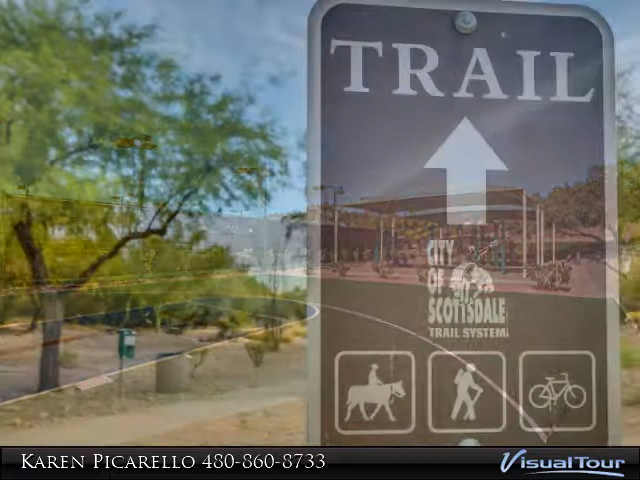 TRAIL
CITY
OF
SCOTTSDALE
TRAIL SYSTEM
KAREN PICARELLO 480-860-8733
VISUALTOUR